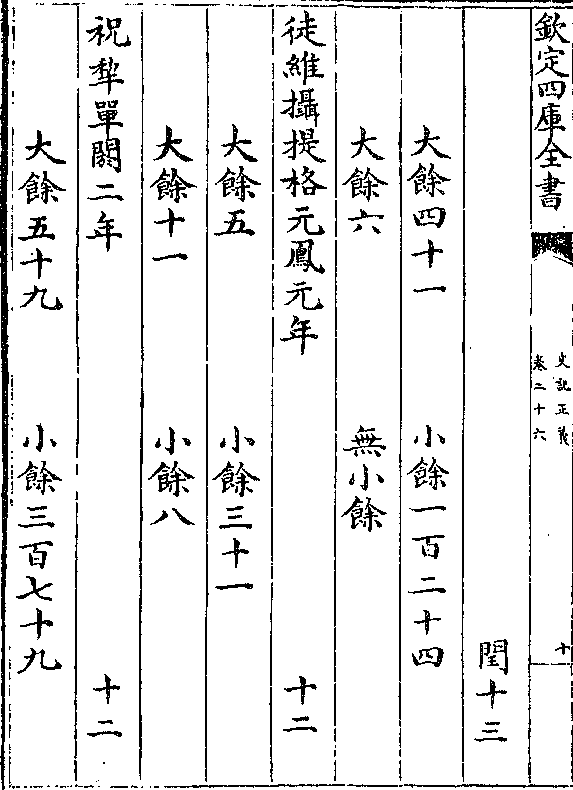 欽定四庫全書
史記正義
卷二十六
十
閏十三
大餘四十一 小餘一百二十四
大餘六 無小餘
徒維攝提格元鳳元年 十二
大餘五 小餘三十一
大餘十一 小餘八
祝犂單閼二年 十二
大餘五十九 小餘三百七十九